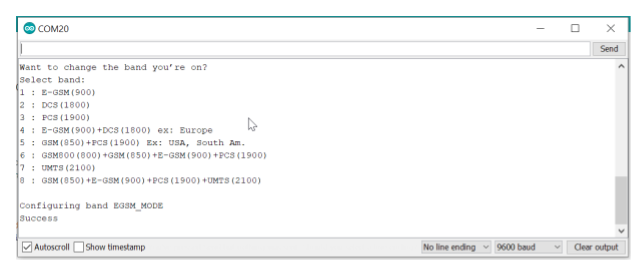 COM20
Send
Want to change the band you're on?
Select band:
1 : E-GSM(900)
2 : DCS(1800)
3 : PCS(1900)
4 : E-GSM(900)+DCS(1800) ex: Europe
5 : GSM(850)+PCS(1900) Ex: USA, South Am.
6 : GSM800(800)+GSM(850)+E-GSM(900)+PCS(1900)
7 : UMTS(2100)
8 : GSM(850)+E-GSM(900)+PCS(1900)+UMTS(2100)
Configuring band EGSM_MODE
Success
Autoscroll Show timestamp No line ending 9600 baud Clear output